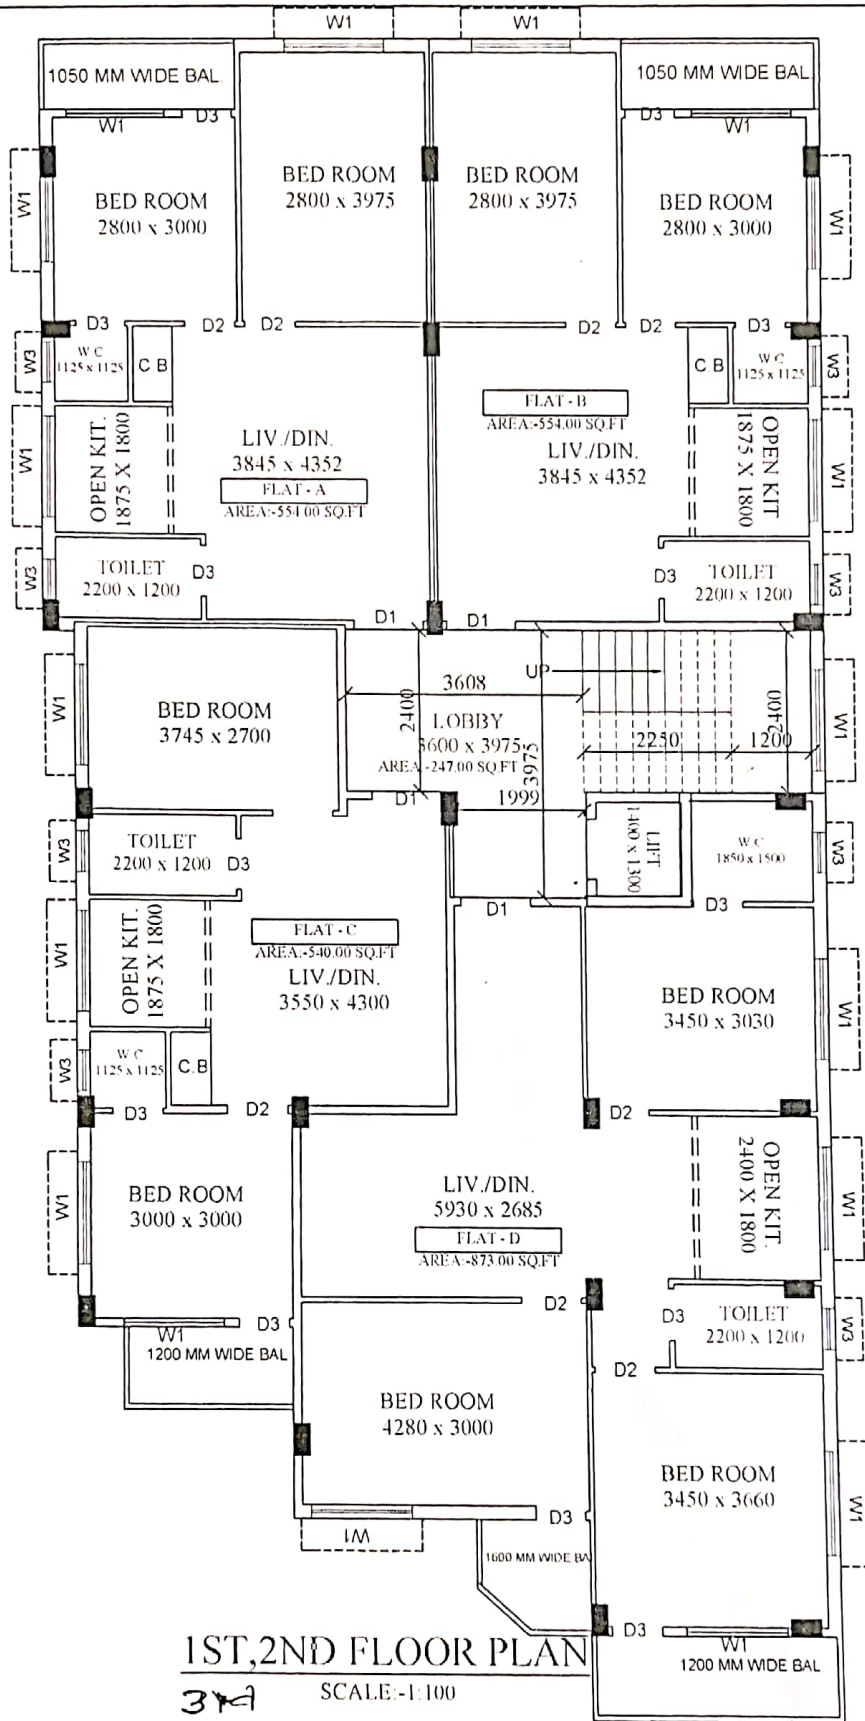 W1
W1
1050 MM WIDE BAL.
1050 MM WIDE BAL
W1
D3
D3
W1
BED ROOM
2800 x 3000
BED ROOM
2800 x 3975
BED ROOM
2800 x 3975
BED ROOM
2800 x 3000
W1
W1
D3
D2
D2
D2
D2
D3
W3
W.C
1125 x 1125
C.B
C.B
W.C
1125 x 1125
W3
W1
OPEN KIT.
1875 X 1800
LIV./DIN.
3845 x 4352
FLAT - A
AREA:-554.00 SQ.FT
FLAT - B
AREA:-554.00 SQ.FT
LIV./DIN.
3845 x 4352
OPEN KIT
1875 X 1800
W1
W3
TOILET
2200 x 1200
D3
D3
TOILET
2200 x 1200
W3
D1
D1
W1
BED ROOM
3745 x 2700
3608
2400
LOBBY
3600 x 3975
AREA -247.00 SQ.FT
3975
UP
2250
1200
2400
W1
D1
1999
W3
TOILET
2200 x 1200
D3
LIFT
1400 x 1300
W.C
1850 x 1500
W3
D1
D3
W1
OPEN KIT.
1875 X 1800
FLAT - C
AREA:-540.00 SQ.FT
LIV./DIN.
3550 x 4300
BED ROOM
3450 x 3030
W1
W3
W.C
1125 x 1125
C.B
D3
D2
D2
W1
BED ROOM
3000 x 3000
LIV./DIN.
5930 x 2685
FLAT - D
AREA:-873.00 SQ.FT
OPEN KIT.
2400 X 1800
W1
D2
D3
TOILET
2200 x 1200
W3
W1
D3
1200 MM WIDE BAL
D2
BED ROOM
4280 x 3000
BED ROOM
3450 x 3660
W1
W1
D3
1600 MM WIDE BA
D3
W1
1200 MM WIDE BAL
1ST,2ND FLOOR PLAN
SCALE:-1:100